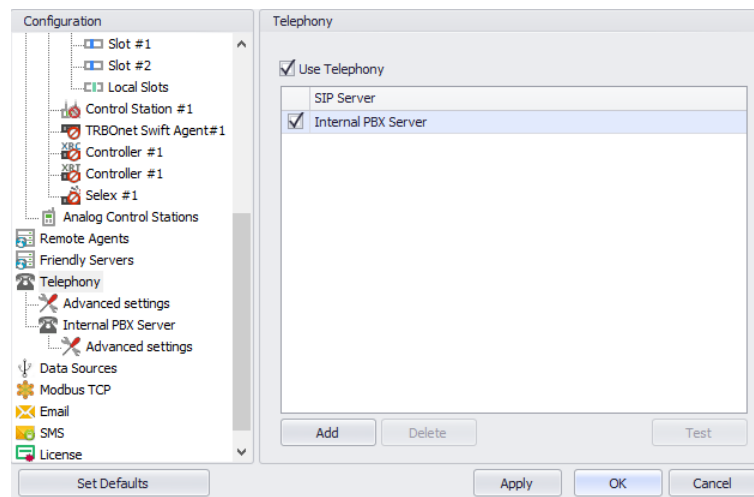 Configuration
Slot #1
Slot #2
Local Slots
Control Station #1
TRBOnet Swift Agent#1
XRC
Controller #1
XRT
Controller #1
Selex #1
Analog Control Stations
Remote Agents
Friendly Servers
Telephony
Advanced settings
Internal PBX Server
Advanced settings
Data Sources
Modbus TCP
Email
SMS
License
Set Defaults
Telephony
Use Telephony
SIP Server
Internal PBX Server
Add Delete Test
Apply OK Cancel